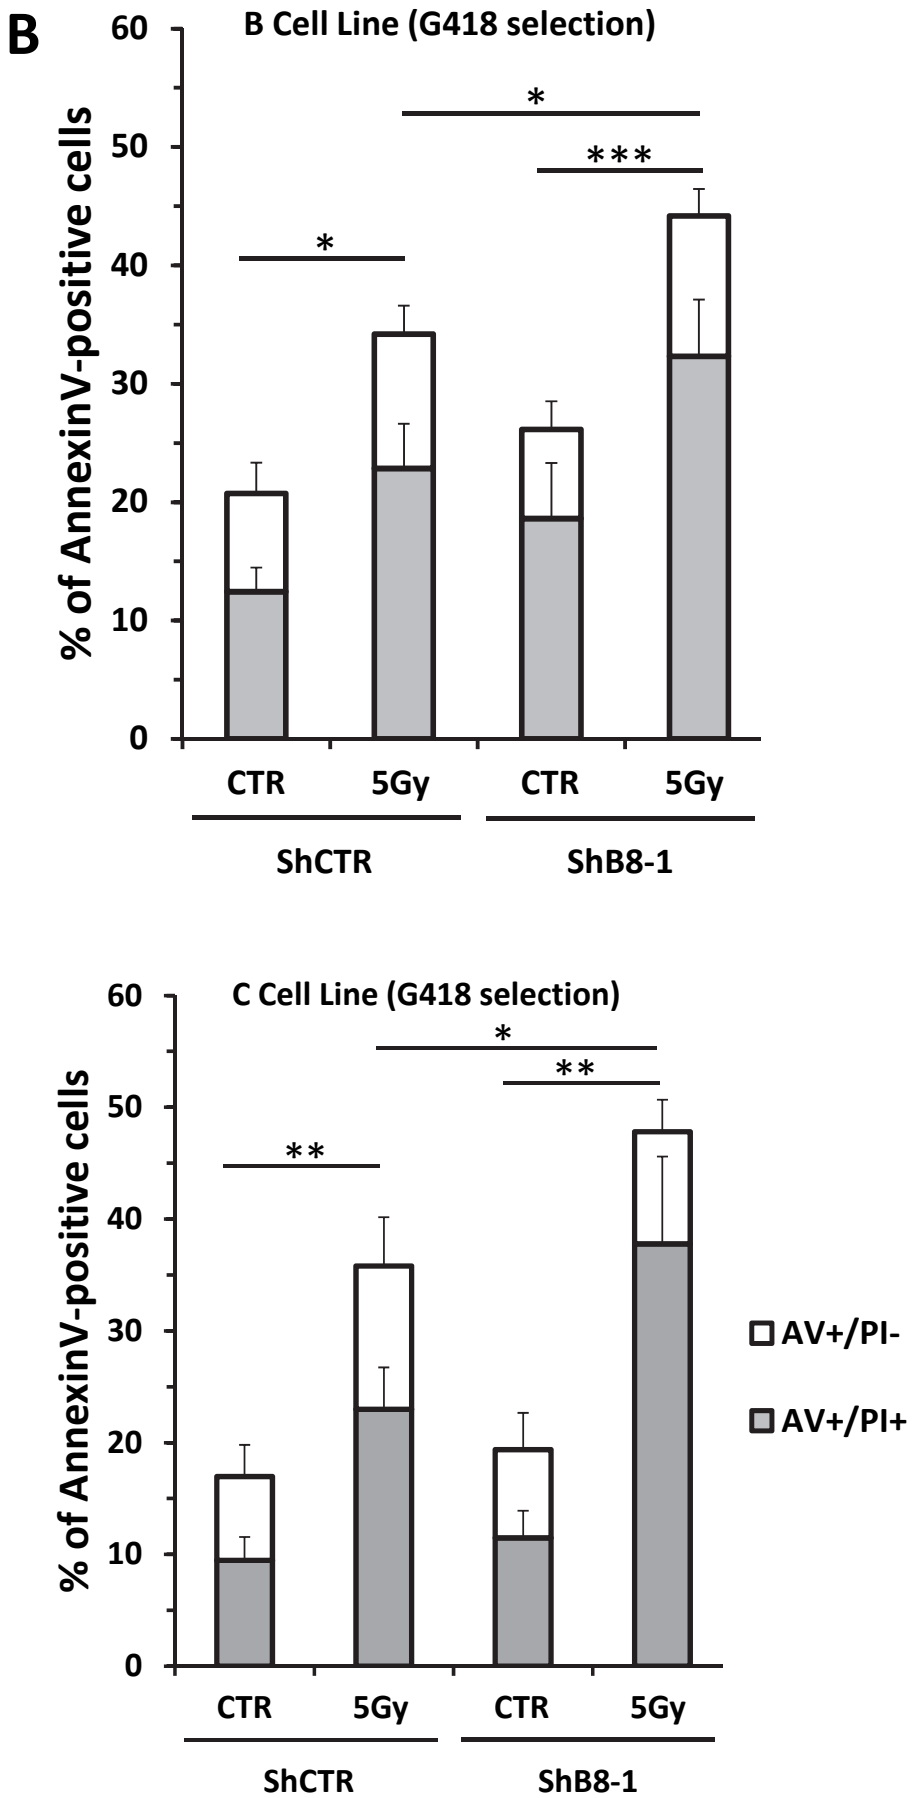 B
B Cell Line (G418 selection)
% of AnnexinV-positive cells
60
50
40
30
20
10
0
*
***
*
CTR 5Gy CTR 5Gy
ShCTR ShB8-1
C Cell Line (G418 selection)
% of AnnexinV-positive cells
60
50
40
30
20
10
0
*
**
**
AV+/PI-
AV+/PI+
CTR 5Gy CTR 5Gy
ShCTR ShB8-1